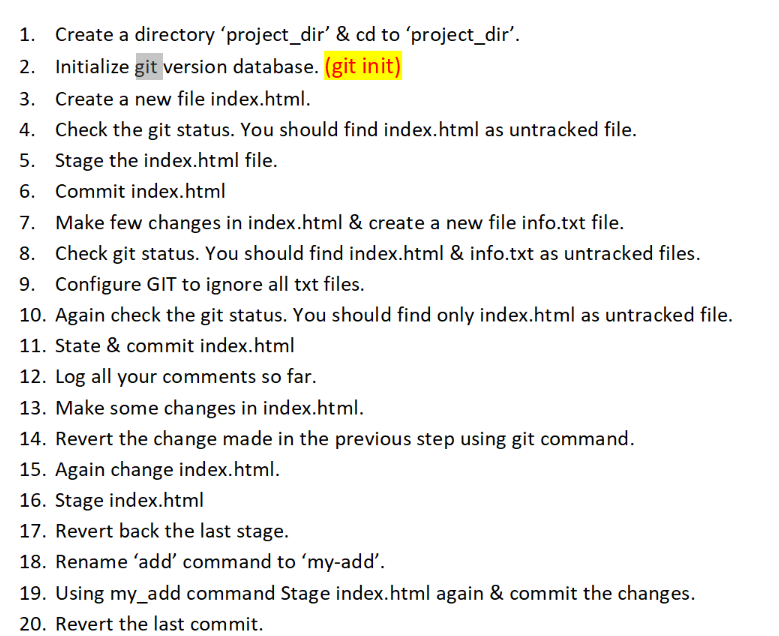 1. Create a directory ‘project_dir’ & cd to ‘project_dir’.
2. Initialize git version database. (git init)
3. Create a new file index.html.
4. Check the git status. You should find index.html as untracked file.
5. Stage the index.html file.
6. Commit index.html
7. Make few changes in index.html & create a new file info.txt file.
8. Check git status. You should find index.html & info.txt as untracked files.
9. Configure GIT to ignore all txt files.
10. Again check the git status. You should find only index.html as untracked file.
11. State & commit index.html
12. Log all your comments so far.
13. Make some changes in index.html.
14. Revert the change made in the previous step using git command.
15. Again change index.html.
16. Stage index.html
17. Revert back the last stage.
18. Rename ‘add’ command to ‘my-add’.
19. Using my_add command Stage index.html again & commit the changes.
20. Revert the last commit.